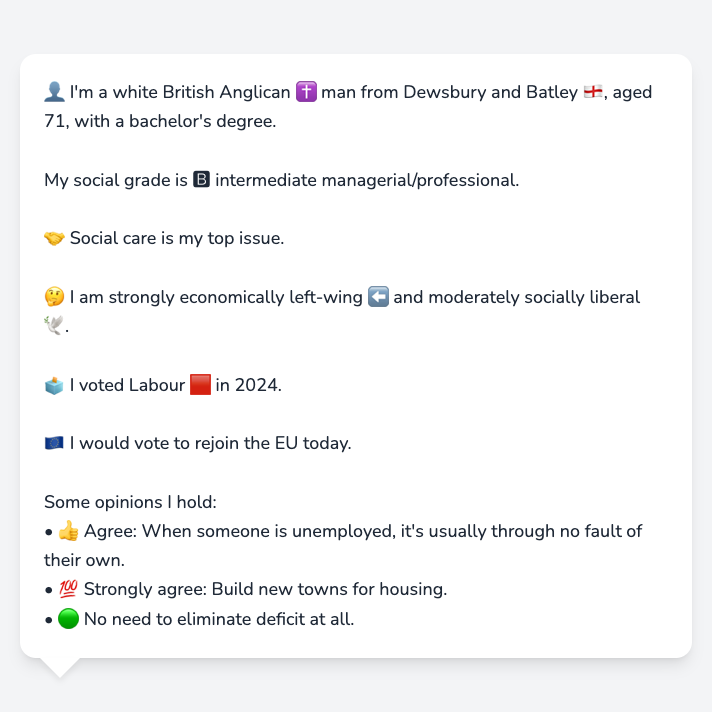 👤 I'm a white British Anglican ✝️ man from Dewsbury and Batley 🏴󠁧󠁢󠁥󠁮󠁧󠁿, aged
71, with a bachelor's degree.
My social grade is 🅱 intermediate managerial/professional.
🤝 Social care is my top issue.
🤔 I am strongly economically left-wing ⬅️ and moderately socially liberal
🕊️.
🗳️ I voted Labour 🟥 in 2024.
🇪🇺 I would vote to rejoin the EU today.
Some opinions I hold:
• 👍 Agree: When someone is unemployed, it's usually through no fault of
their own.
• 💯 Strongly agree: Build new towns for housing.
• 🟢 No need to eliminate deficit at all.